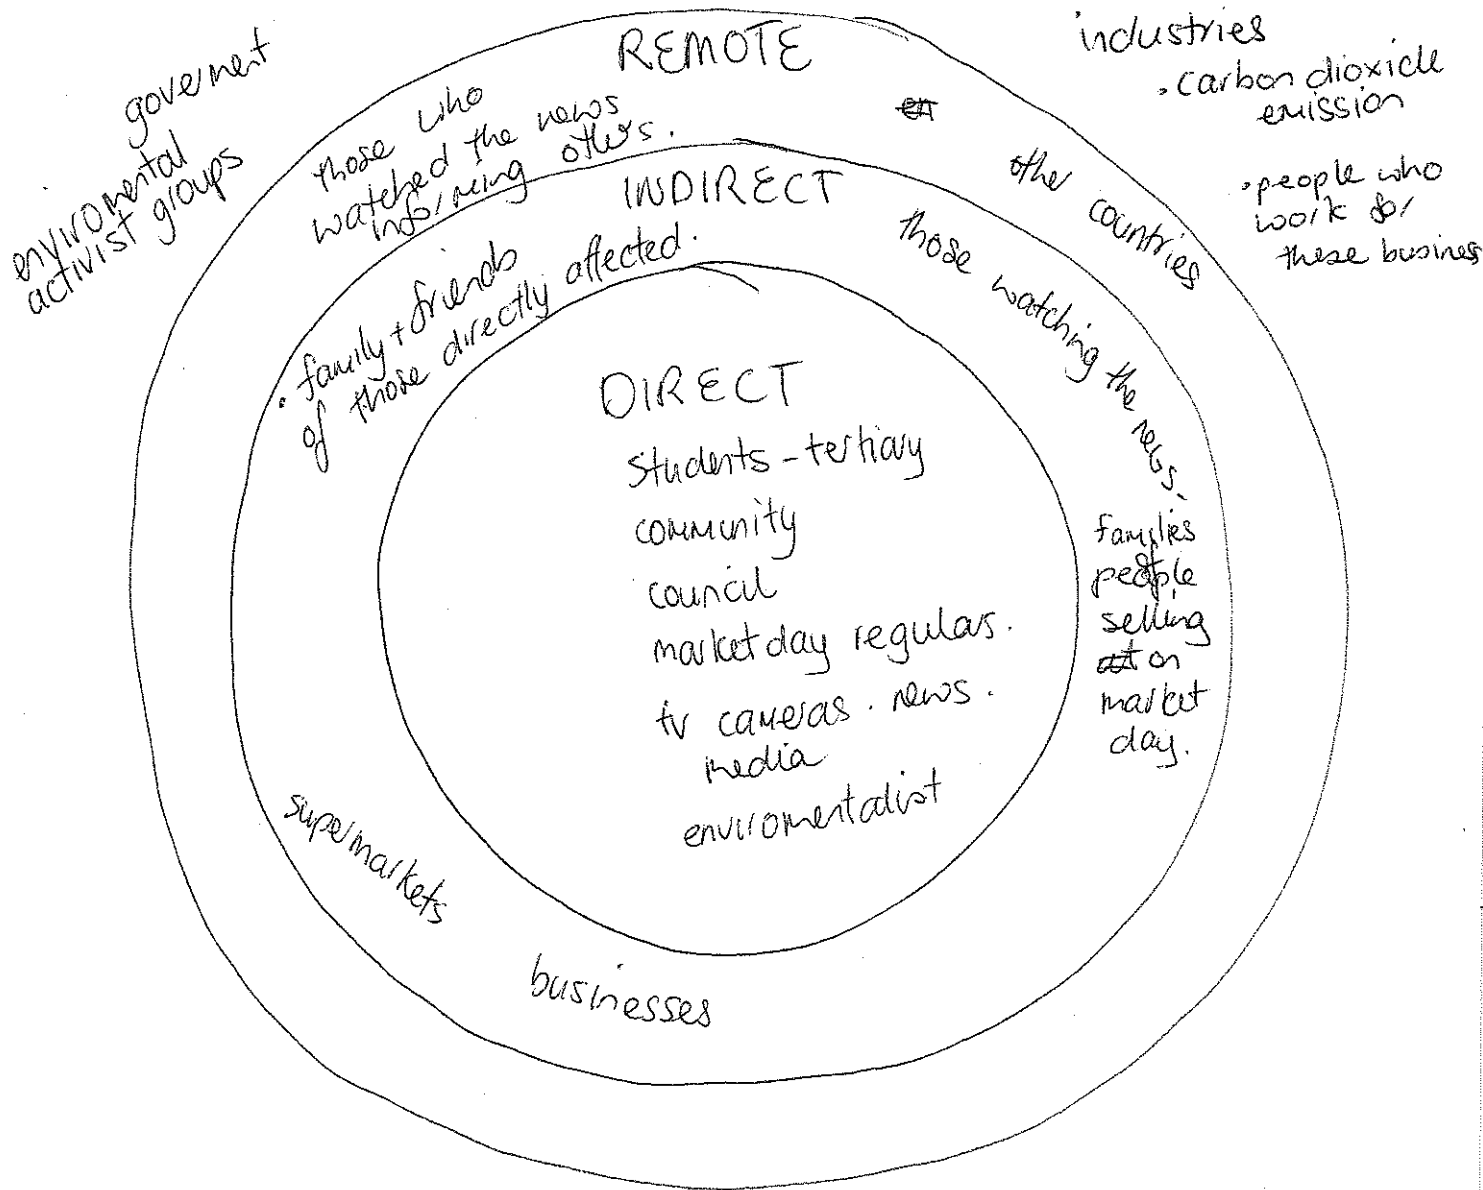 goverment
enviromental
activist groups
REMOTE
those who
watched the news
informing others.
other countries
industries
• carbon dioxide
emission
• people who
work for
these business
INDIRECT
• family + friends
of those directly affected.
those watching the news.
families
of
people
selling
on
market
day.
supermarkets
businesses
DIRECT
students - tertiary
community
council
market day regulars.
tv cameras. news.
media
enviromentalist